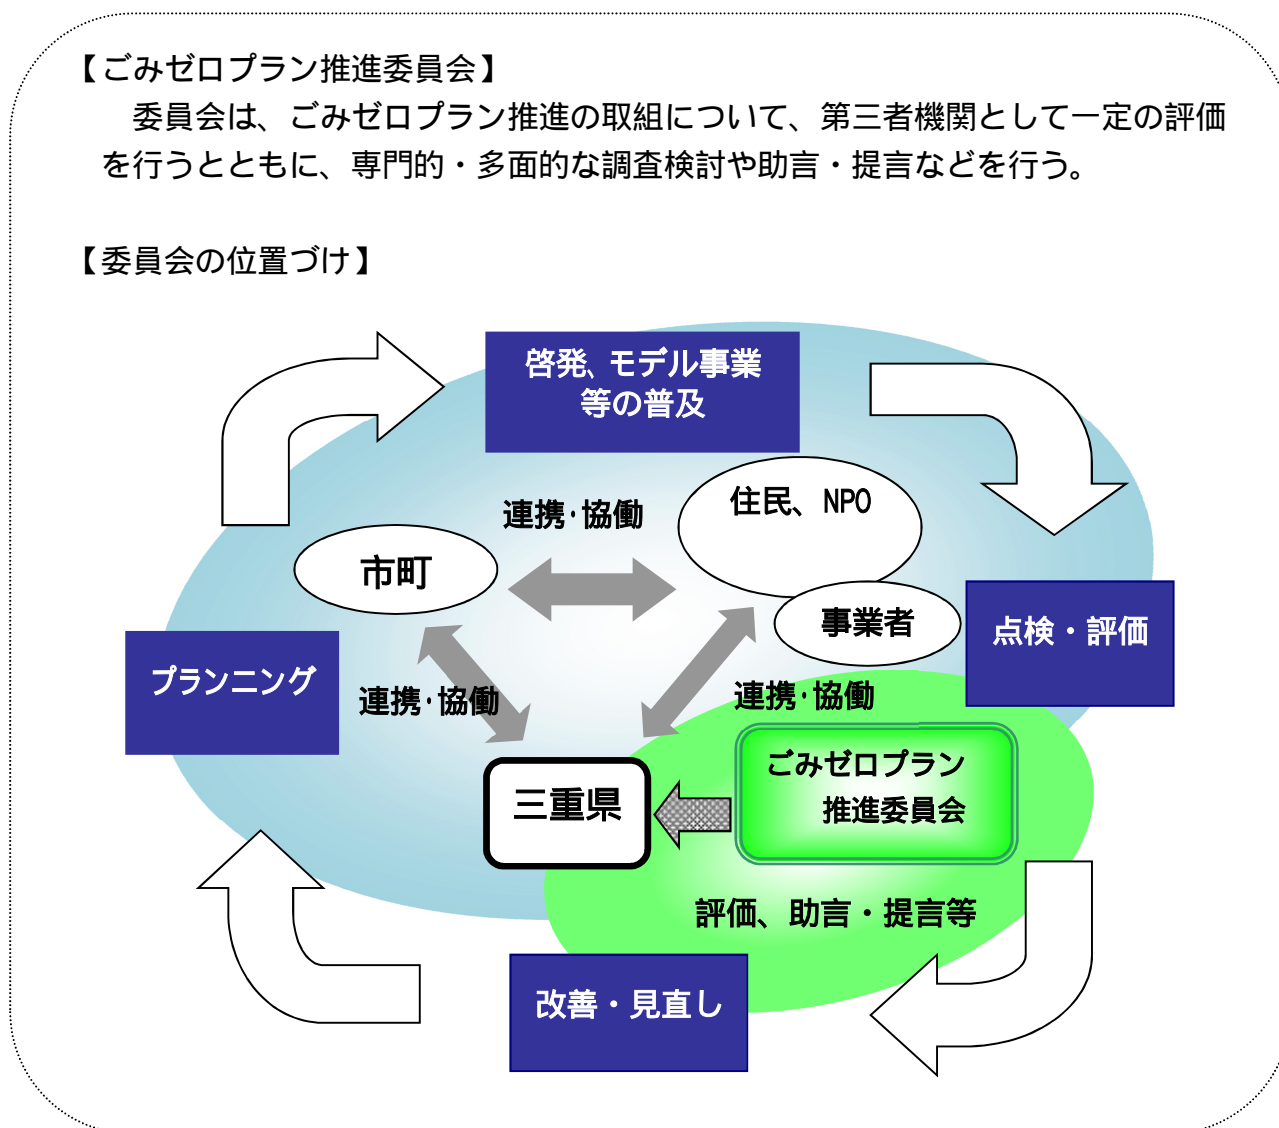 【ごみゼロプラン推進委員会】
委員会は、ごみゼロプラン推進の取組について、第三者機関として一定の評価
を行うとともに、専門的・多面的な調査検討や助言・提言などを行う。
【委員会の位置づけ】
啓発、モデル事業
等の普及
住民、NPO
連携・協働
市町
事業者
点検・評価
プランニング
連携・協働
連携・協働
ごみゼロプラン
推進委員会
三重県
評価、助言・提言等
改善・見直し